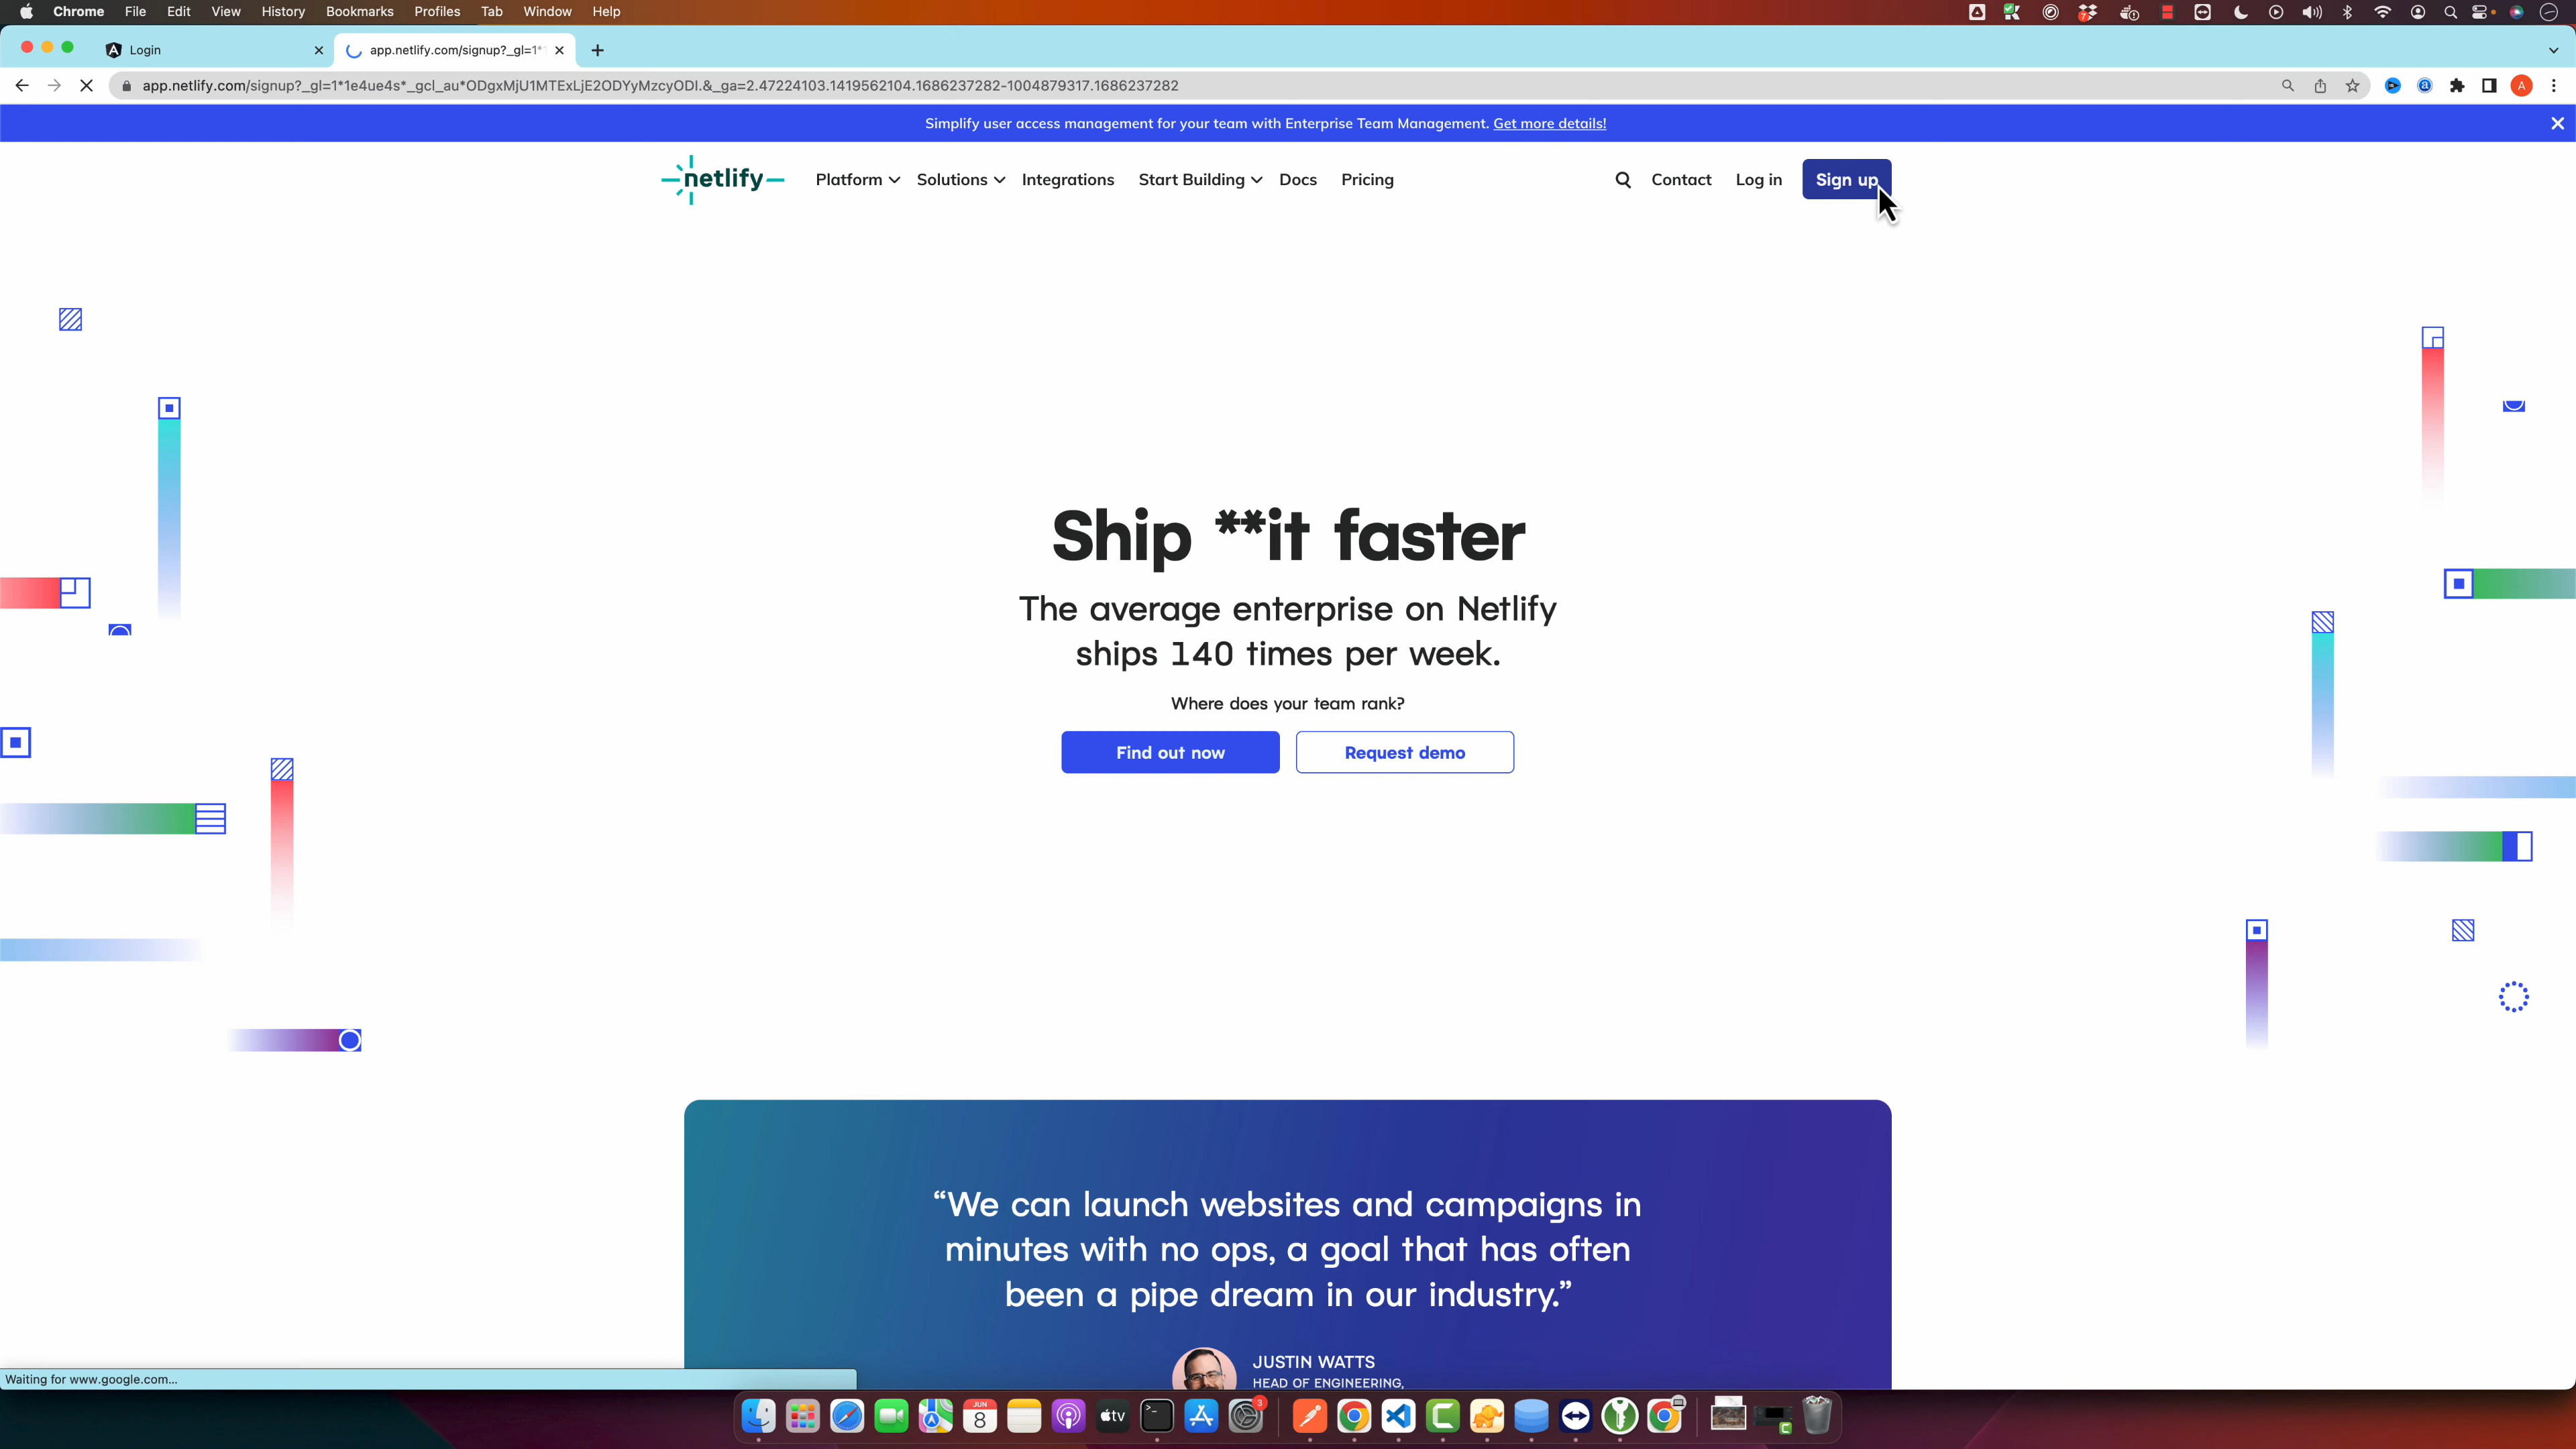 Chrome File Edit View History Bookmarks Profiles Tab Window Help
Login
app.netlify.com/signup?_gl=1*
app.netlify.com/signup?_gl=1*1e4ue4s*_gcl_au*ODgxMjU1MTExLjE2ODYyMzcyODI.&_ga=2.47224103.1419562104.1686237282-1004879317.1686237282
A
Simplify user access management for your team with Enterprise Team Management. Get more details!
netlify Platform Solutions Integrations Start Building Docs Pricing Contact Log in Sign up
Ship **it faster
The average enterprise on Netlify
ships 140 times per week.
Where does your team rank?
Find out now Request demo
“We can launch websites and campaigns in
minutes with no ops, a goal that has often
been a pipe dream in our industry.”
JUSTIN WATTS
HEAD OF ENGINEERING,
Waiting for www.google.com...
JUN
8
tv
3